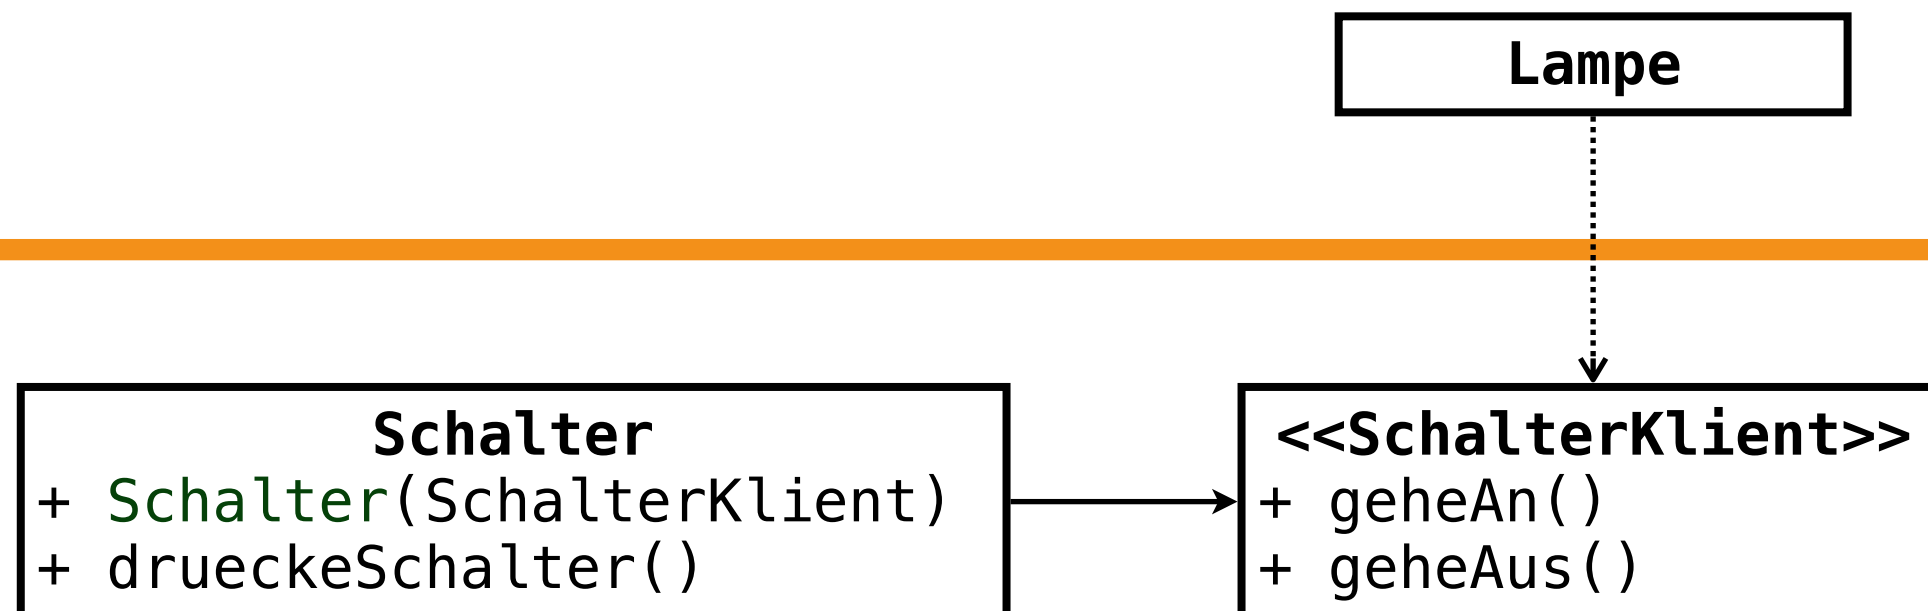 Lampe
Schalter
+ Schalter(SchalterKlient)
+ drueckeSchalter()
<<SchalterKlient>>
+ geheAn()
+ geheAus()